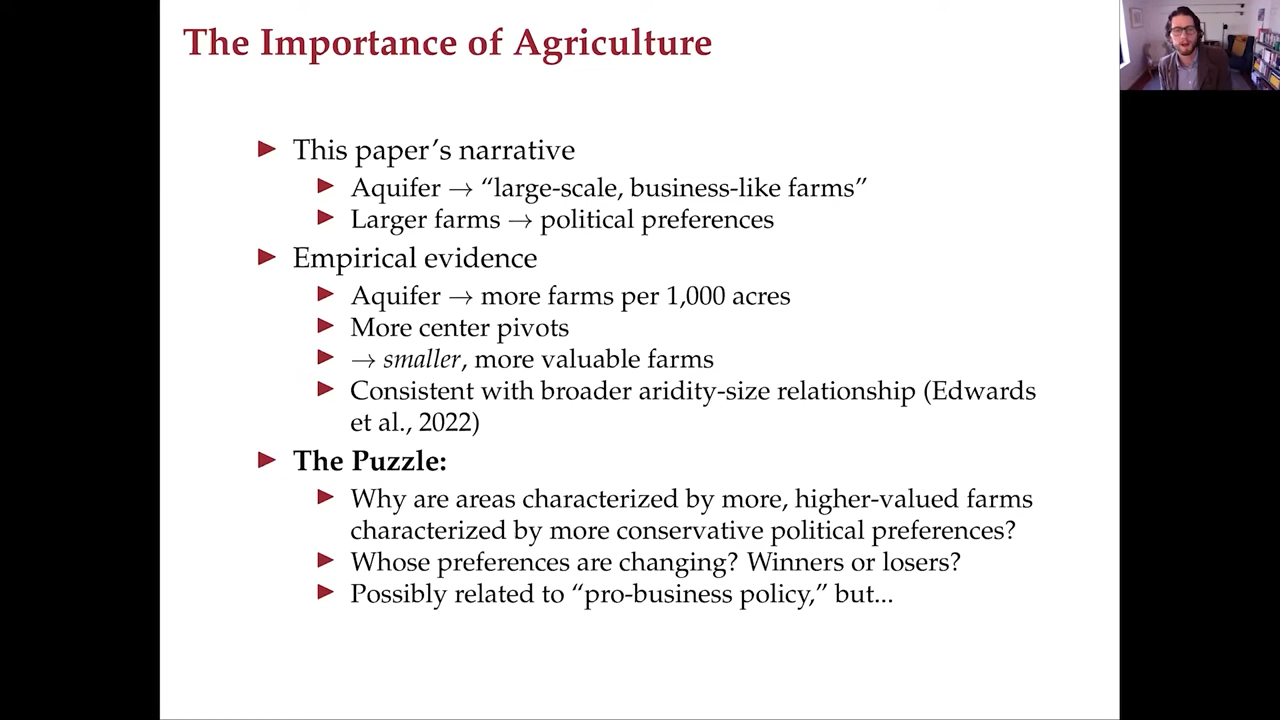 The Importance of Agriculture
▶ This paper’s narrative
▶ Aquifer → “large-scale, business-like farms”
▶ Larger farms → political preferences
▶ Empirical evidence
▶ Aquifer → more farms per 1,000 acres
▶ More center pivots
▶ → smaller, more valuable farms
▶ Consistent with broader aridity-size relationship (Edwards
et al., 2022)
▶ The Puzzle:
▶ Why are areas characterized by more, higher-valued farms
characterized by more conservative political preferences?
▶ Whose preferences are changing? Winners or losers?
▶ Possibly related to “pro-business policy,” but...